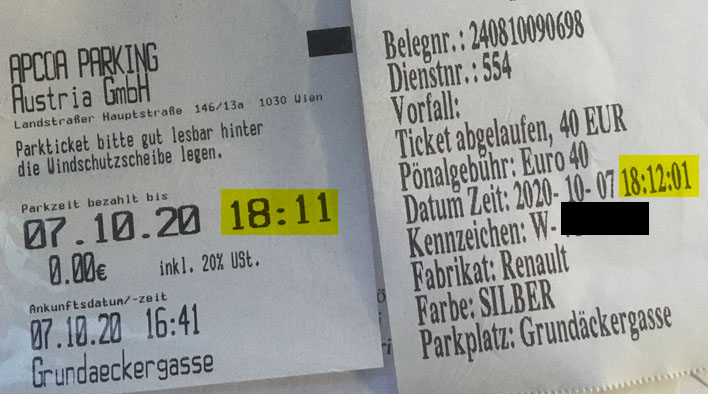 APCOA PARKING
Austria GmbH
Landstraßer Hauptstraße 146/13a 1030 Wien
Parkticket bitte gut lesbar hinter
die Windschutzscheibe legen.
Parkzeit bezahlt bis
07.10.20 18:11
0.00€ inkl. 20% USt.
Ankunftsdatum/-zeit
07.10.20 16:41
Grundaeckergasse
Belegnr.: 240810090698
Dienstnr.: 554
Vorfall:
Ticket abgelaufen, 40 EUR
Pönalgebühr: Euro 40
Datum Zeit: 2020-10-07 18:12:01
Kennzeichen: W-
Fabrikat: Renault
Farbe: SILBER
Parkplatz: Grundäckergasse